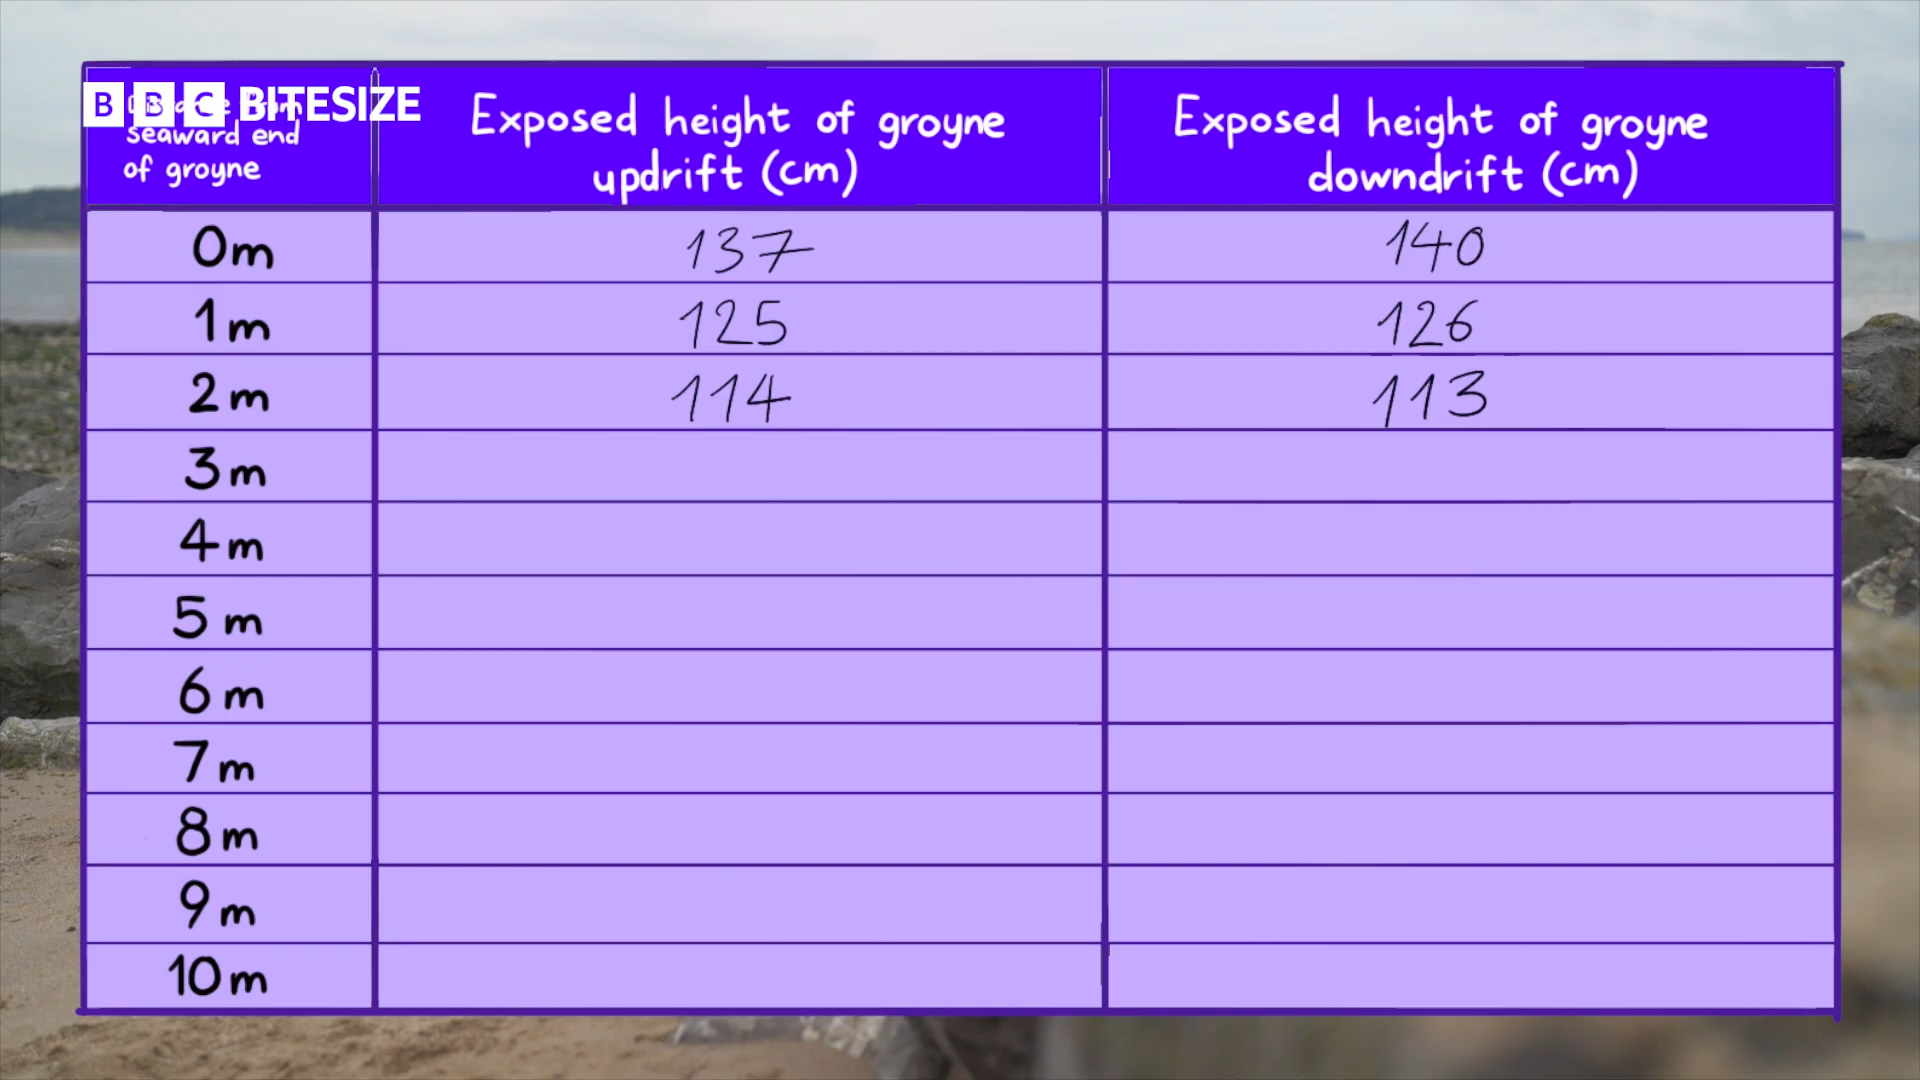 BBC BITESIZE
seaward end
of groyne
Exposed height of groyne
updrift (cm)
Exposed height of groyne
downdrift (cm)
0m 137 140
1m 125 126
2m 114 113
3m
4m
5m
6m
7m
8m
9m
10m